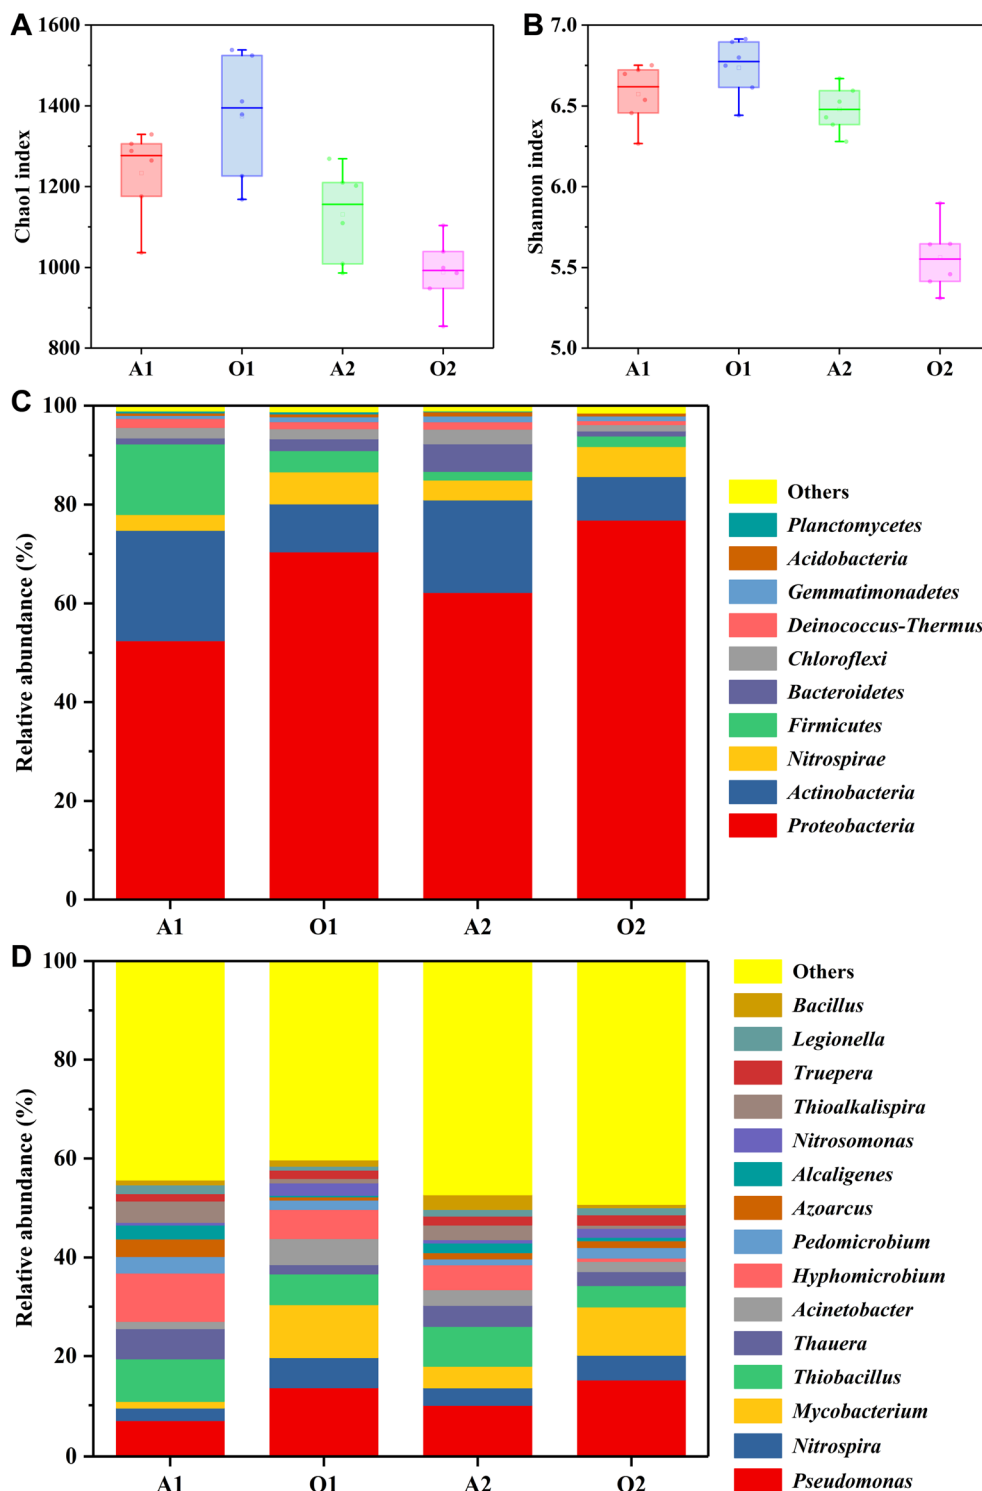 A
1600
1400
1200
1000
800
Chao1 index
A1 O1 A2 O2
B
7.0
6.5
6.0
5.5
5.0
Shannon index
A1 O1 A2 O2
C
100
80
60
40
20
0
Relative abundance (%)
A1 O1 A2 O2
Others
Planctomycetes
Acidobacteria
Gemmatimonadetes
Deinococcus-Thermus
Chloroflexi
Bacteroidetes
Firmicutes
Nitrospirae
Actinobacteria
Proteobacteria
D
100
80
60
40
20
0
Relative abundance (%)
A1 O1 A2 O2
Others
Bacillus
Legionella
Truepera
Thioalkalispira
Nitrosomonas
Alcaligenes
Azoarcus
Pedomicrobium
Hyphomicrobium
Acinetobacter
Thauera
Thiobacillus
Mycobacterium
Nitrospira
Pseudomonas